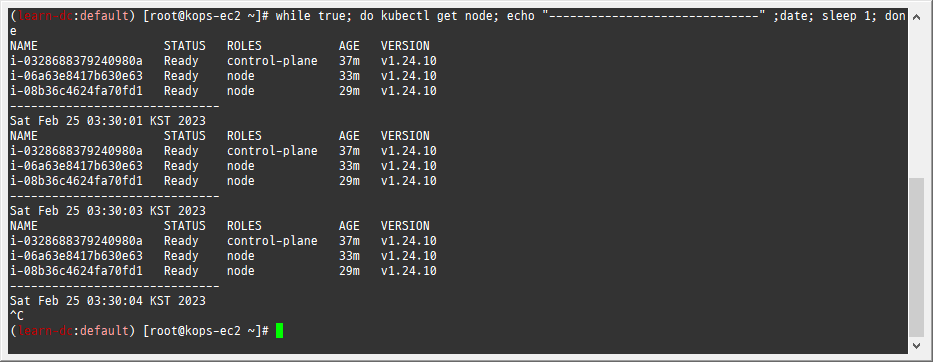 (learn-dr:default) [root@kops-ec2 ~]# while true; do kubectl get node; echo "------------------------------" ;date; sleep 1; don
e
NAME                  STATUS   ROLES           AGE   VERSION
i-0328688379240980a   Ready    control-plane   37m   v1.24.10
i-06a63e8417b630e63   Ready    node            33m   v1.24.10
i-08b36c4624fa70fd1   Ready    node            29m   v1.24.10
------------------------------
Sat Feb 25 03:30:01 KST 2023
NAME                  STATUS   ROLES           AGE   VERSION
i-0328688379240980a   Ready    control-plane   37m   v1.24.10
i-06a63e8417b630e63   Ready    node            33m   v1.24.10
i-08b36c4624fa70fd1   Ready    node            29m   v1.24.10
------------------------------
Sat Feb 25 03:30:03 KST 2023
NAME                  STATUS   ROLES           AGE   VERSION
i-0328688379240980a   Ready    control-plane   37m   v1.24.10
i-06a63e8417b630e63   Ready    node            33m   v1.24.10
i-08b36c4624fa70fd1   Ready    node            29m   v1.24.10
------------------------------
Sat Feb 25 03:30:04 KST 2023
^C
(learn-dr:default) [root@kops-ec2 ~]#